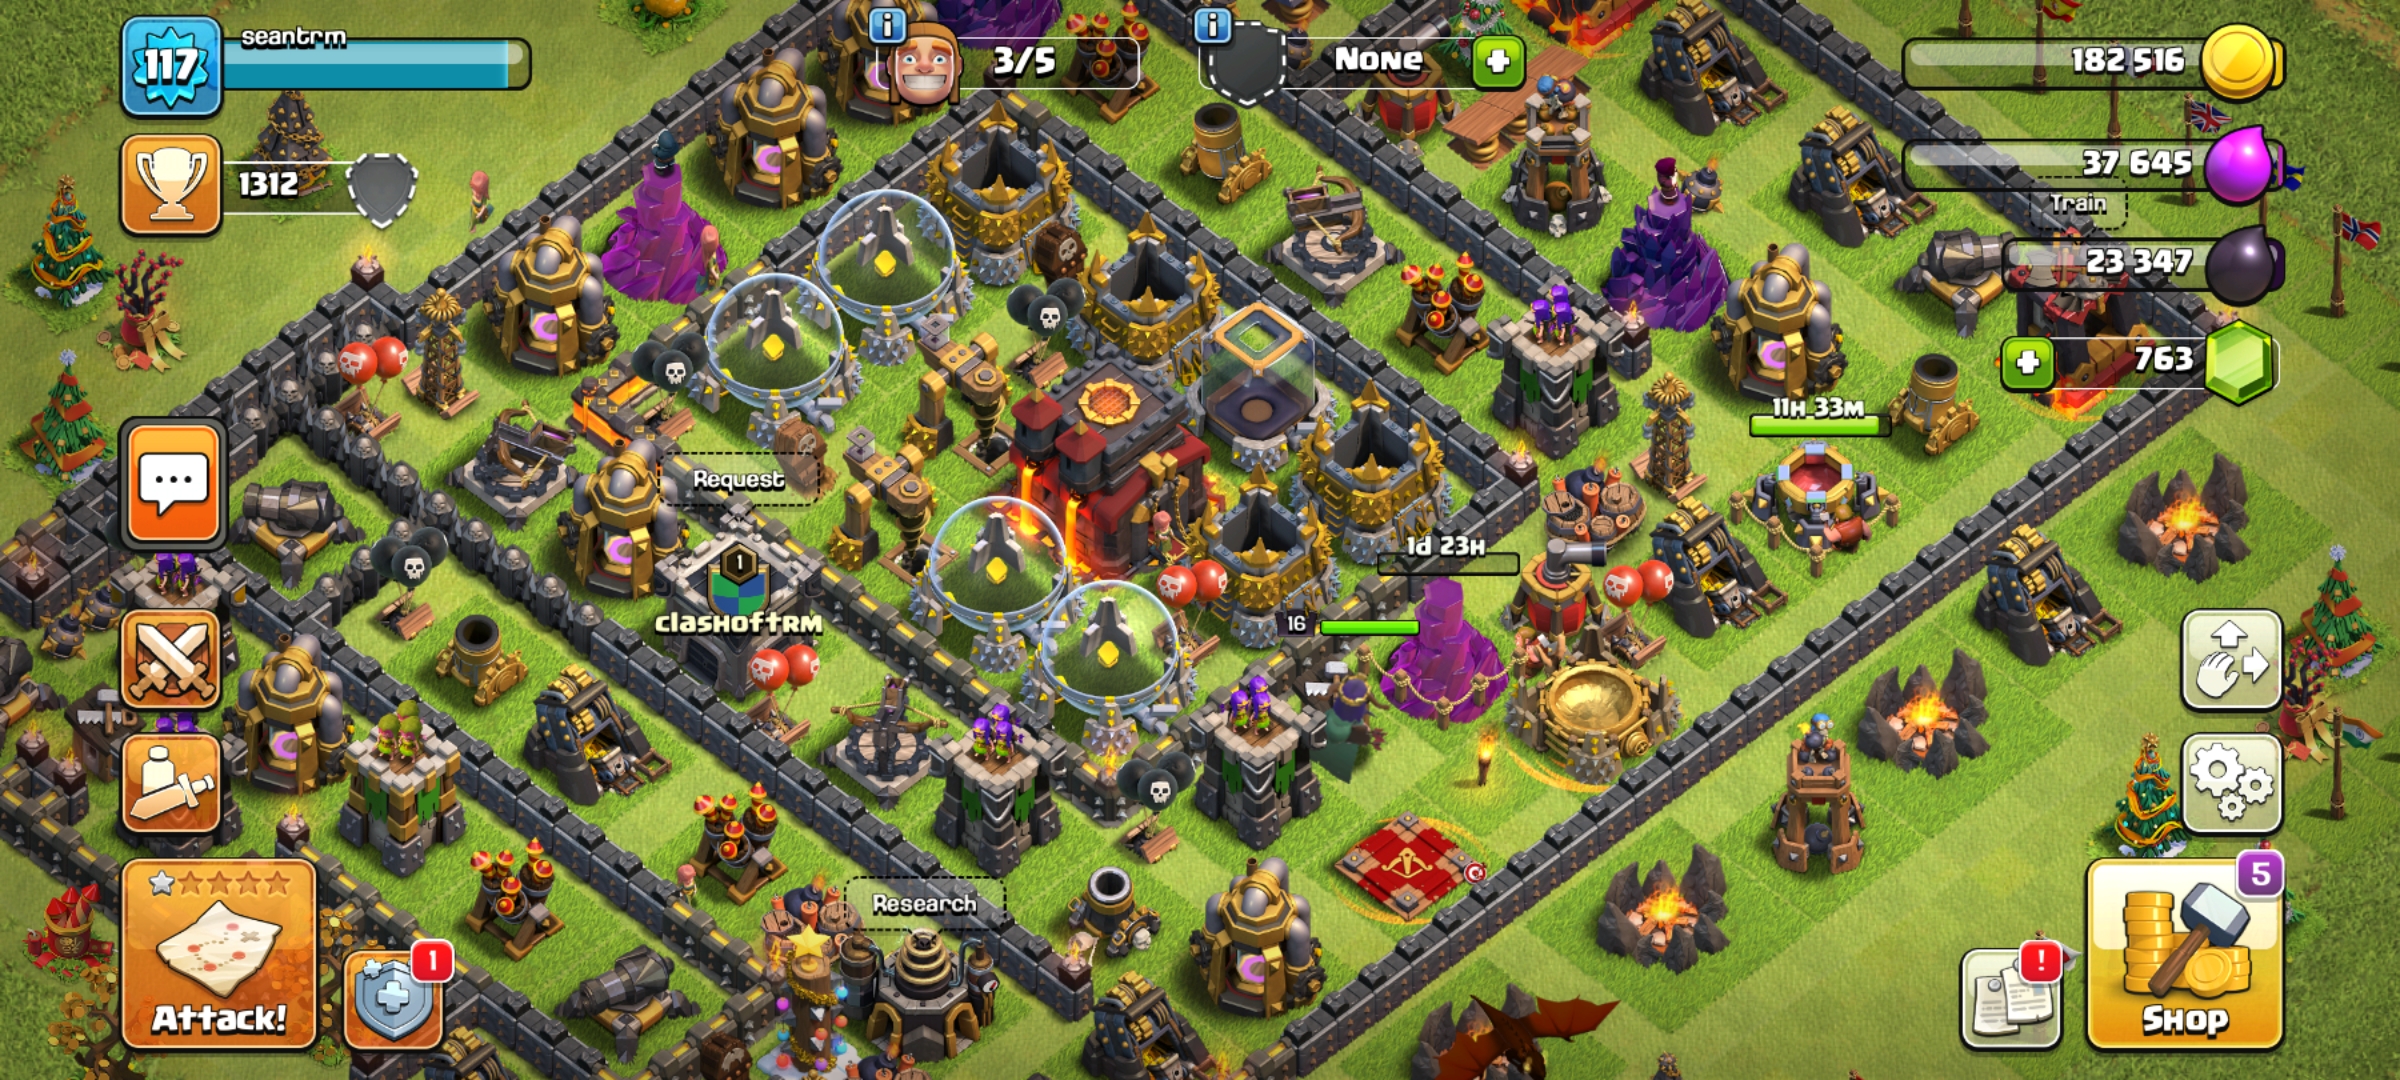 117
seantrm
i
3/5
i
None
+
182 516
1312
37 645
Train
23 347
+
763
11H 33M
Request
1d 23H
1
clashoftrm
16
5
Research
1
!
Attack!
Shop